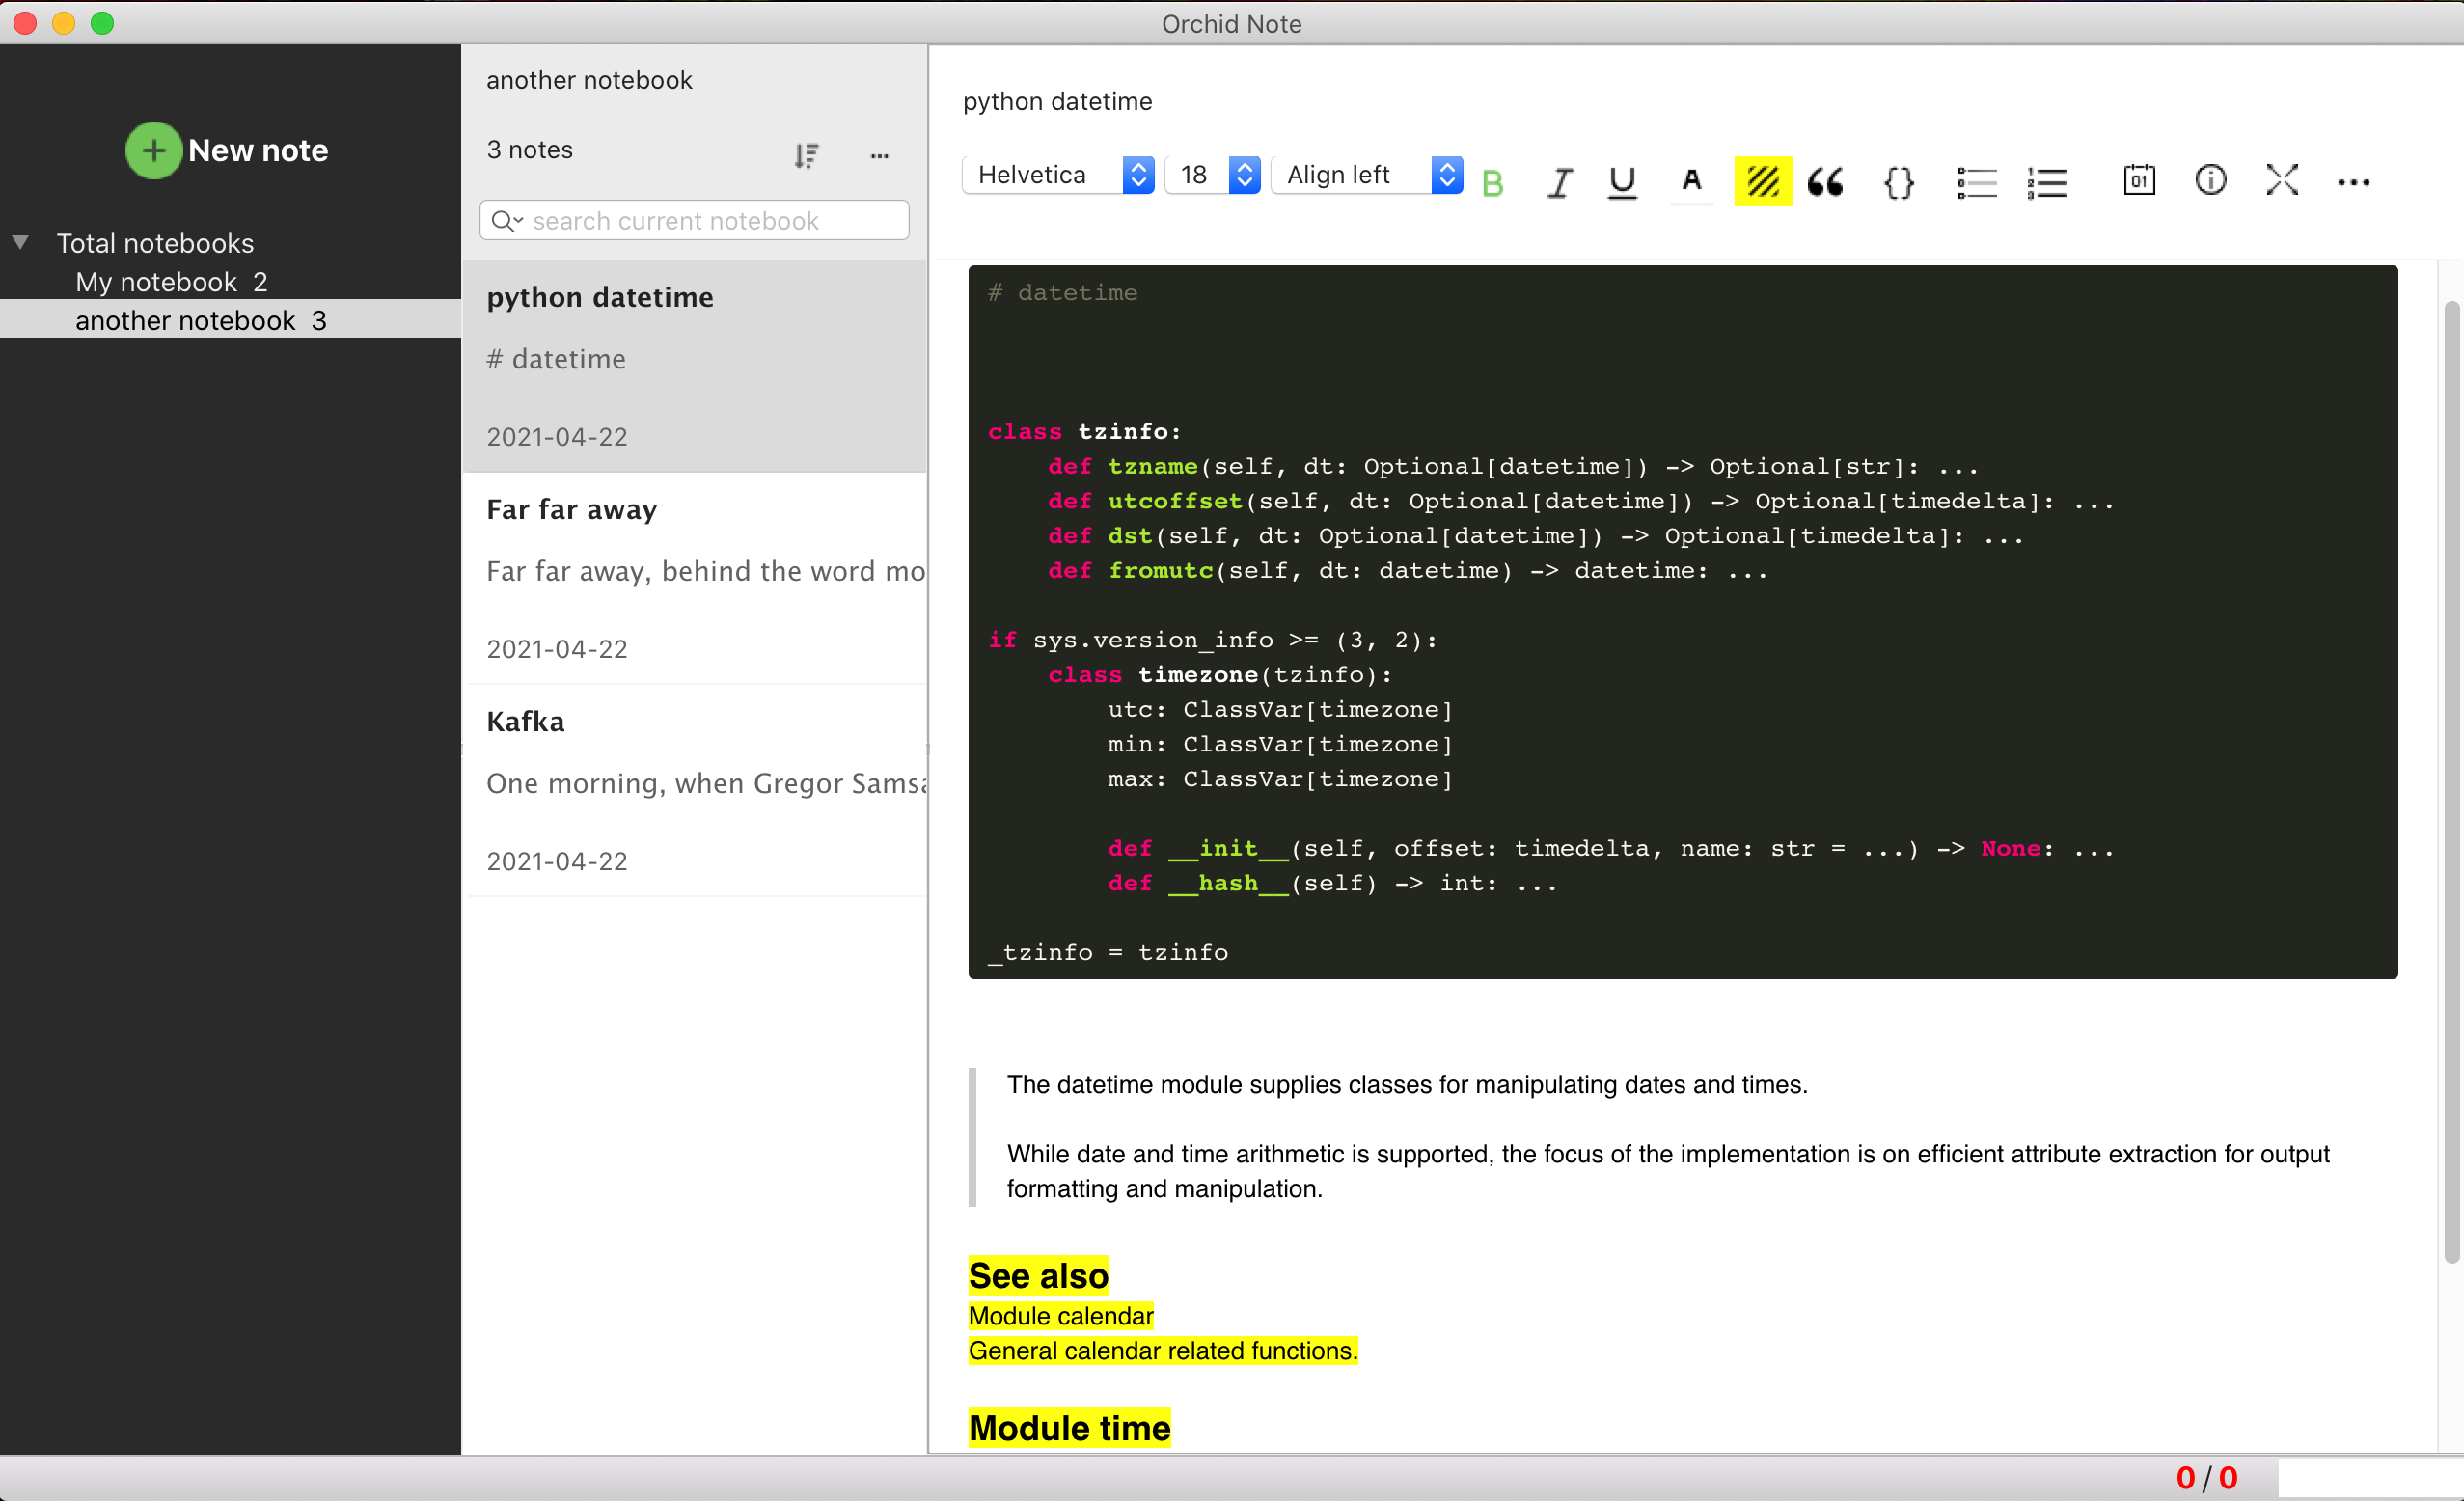 Orchid Note
New note
Total notebooks
My notebook 2
another notebook 3
another notebook
3 notes
search current notebook
python datetime
# datetime
2021-04-22
Far far away
Far far away, behind the word mo
2021-04-22
Kafka
One morning, when Gregor Samsa
2021-04-22
python datetime
Helvetica 18 Align left B I U A {} 01
# datetime
class tzinfo:
    def tzname(self, dt: Optional[datetime]) -> Optional[str]: ...
    def utcoffset(self, dt: Optional[datetime]) -> Optional[timedelta]: ...
    def dst(self, dt: Optional[datetime]) -> Optional[timedelta]: ...
    def fromutc(self, dt: datetime) -> datetime: ...
if sys.version_info >= (3, 2):
    class timezone(tzinfo):
        utc: ClassVar[timezone]
        min: ClassVar[timezone]
        max: ClassVar[timezone]
        def __init__(self, offset: timedelta, name: str = ...) -> None: ...
        def __hash__(self) -> int: ...
_tzinfo = tzinfo
The datetime module supplies classes for manipulating dates and times.
While date and time arithmetic is supported, the focus of the implementation is on efficient attribute extraction for output
formatting and manipulation.
See also
Module calendar
General calendar related functions.
Module time
0 / 0